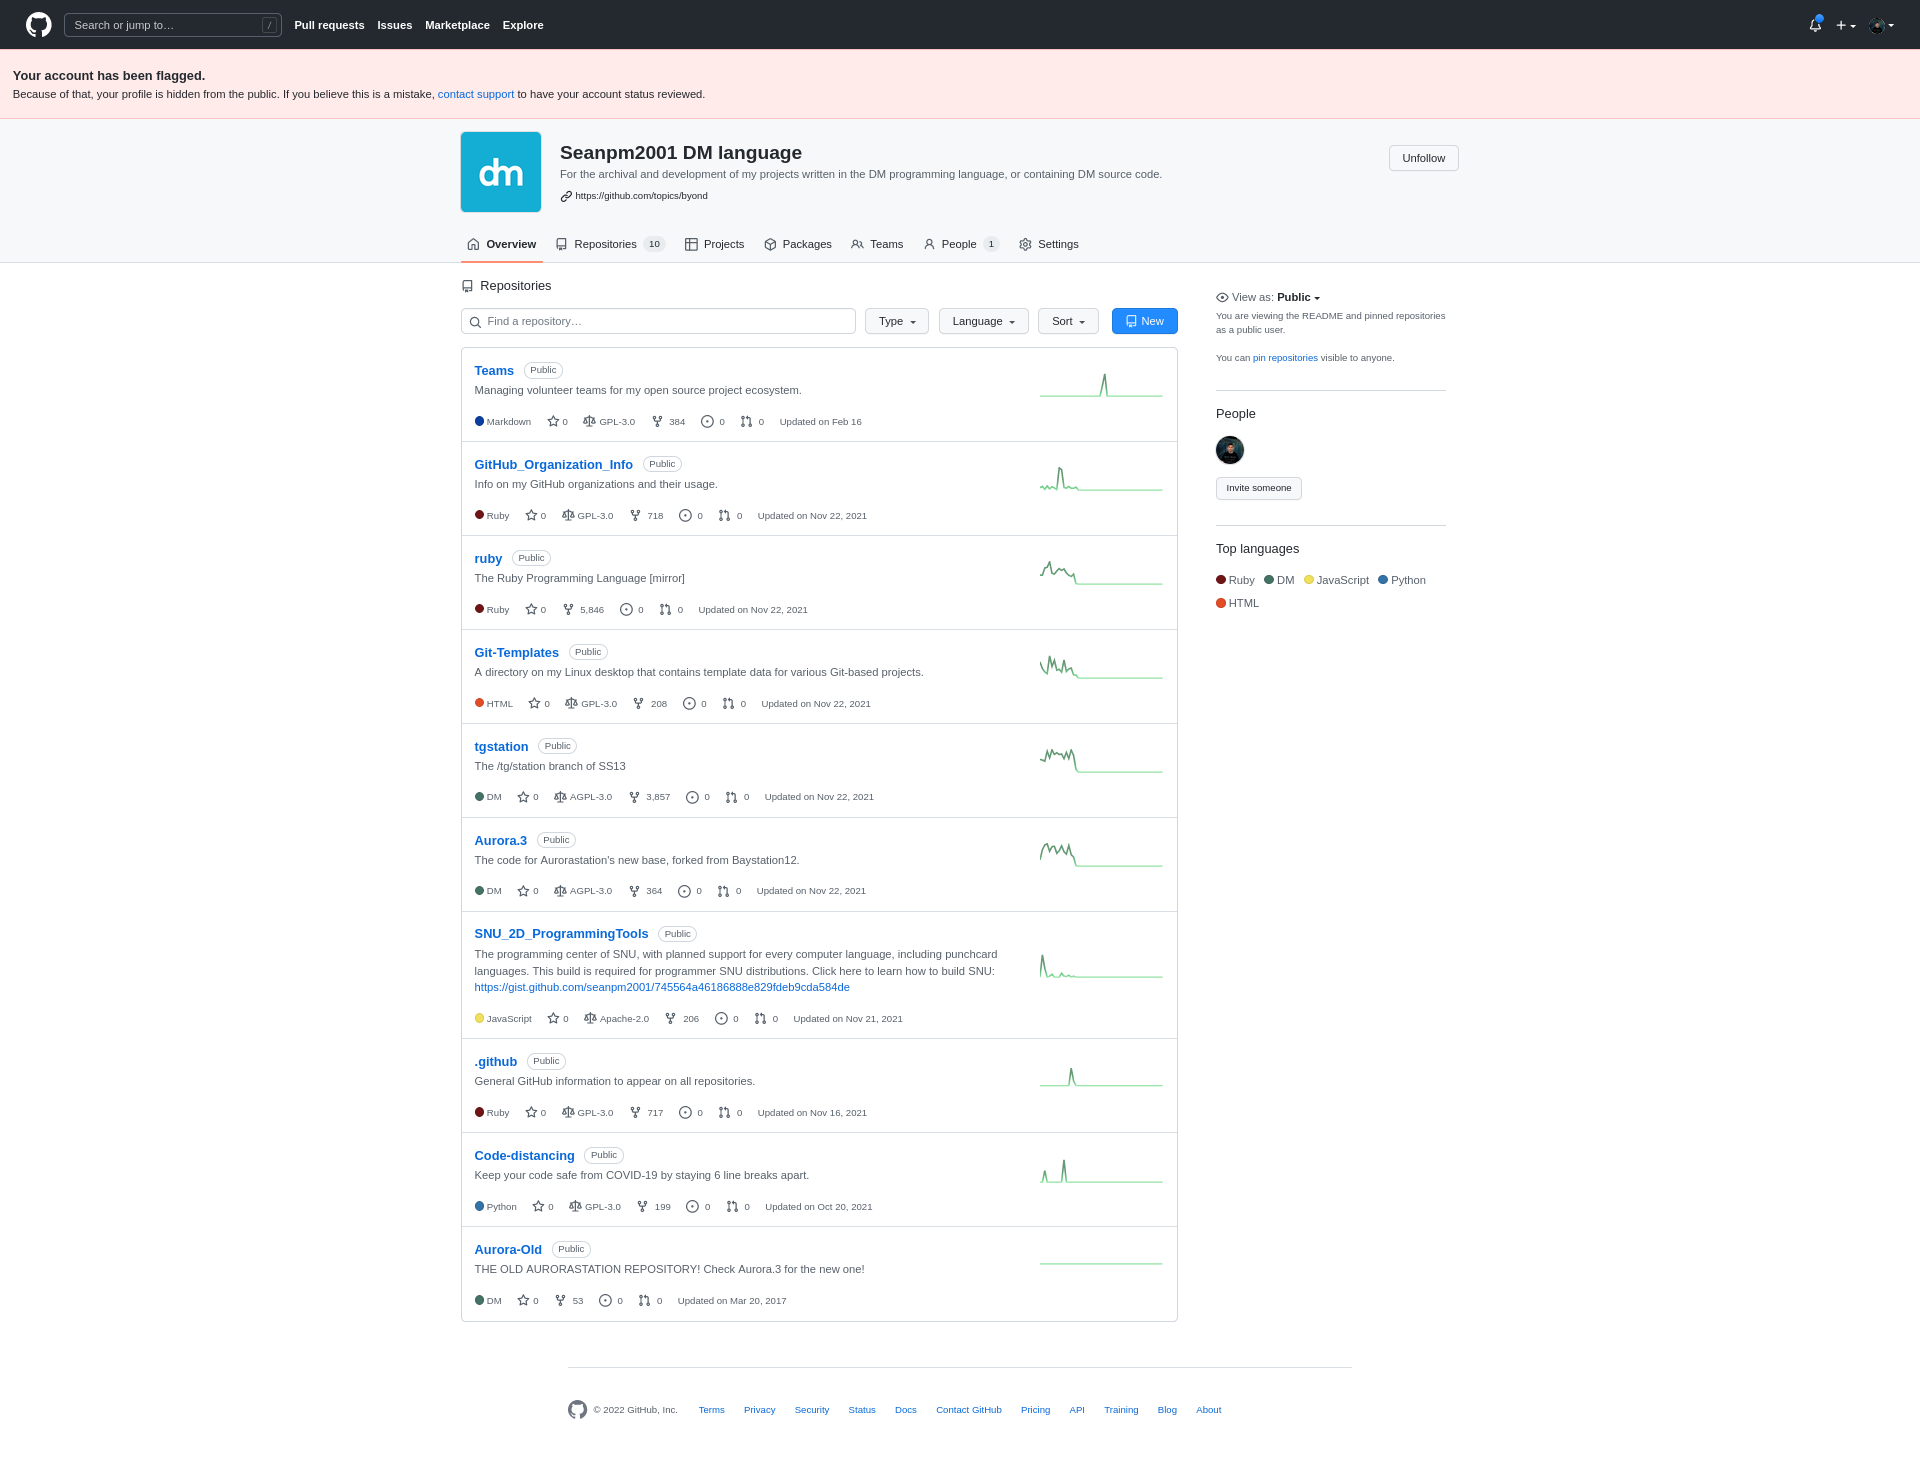 Search or jump to… /
Pull requests Issues Marketplace Explore
Your account has been flagged.
Because of that, your profile is hidden from the public. If you believe this is a mistake, contact support to have your account status reviewed.
dm
Seanpm2001 DM language
For the archival and development of my projects written in the DM programming language, or containing DM source code.
https://github.com/topics/byond
Unfollow
Overview Repositories 10 Projects Packages Teams People 1 Settings
Repositories
Find a repository… Type Language Sort New
Teams Public
Managing volunteer teams for my open source project ecosystem.
Markdown 0 GPL-3.0 384 0 0 Updated on Feb 16
GitHub_Organization_Info Public
Info on my GitHub organizations and their usage.
Ruby 0 GPL-3.0 718 0 0 Updated on Nov 22, 2021
ruby Public
The Ruby Programming Language [mirror]
Ruby 0 5,846 0 0 Updated on Nov 22, 2021
Git-Templates Public
A directory on my Linux desktop that contains template data for various Git-based projects.
HTML 0 GPL-3.0 208 0 0 Updated on Nov 22, 2021
tgstation Public
The /tg/station branch of SS13
DM 0 AGPL-3.0 3,857 0 0 Updated on Nov 22, 2021
Aurora.3 Public
The code for Aurorastation's new base, forked from Baystation12.
DM 0 AGPL-3.0 364 0 0 Updated on Nov 22, 2021
SNU_2D_ProgrammingTools Public
The programming center of SNU, with planned support for every computer language, including punchcard
languages. This build is required for programmer SNU distributions. Click here to learn how to build SNU:
https://gist.github.com/seanpm2001/745564a46186888e829fdeb9cda584de
JavaScript 0 Apache-2.0 206 0 0 Updated on Nov 21, 2021
.github Public
General GitHub information to appear on all repositories.
Ruby 0 GPL-3.0 717 0 0 Updated on Nov 16, 2021
Code-distancing Public
Keep your code safe from COVID-19 by staying 6 line breaks apart.
Python 0 GPL-3.0 199 0 0 Updated on Oct 20, 2021
Aurora-Old Public
THE OLD AURORASTATION REPOSITORY! Check Aurora.3 for the new one!
DM 0 53 0 0 Updated on Mar 20, 2017
View as: Public
You are viewing the README and pinned repositories
as a public user.
You can pin repositories visible to anyone.
People
Invite someone
Top languages
Ruby DM JavaScript Python
HTML
© 2022 GitHub, Inc. Terms Privacy Security Status Docs Contact GitHub Pricing API Training Blog About